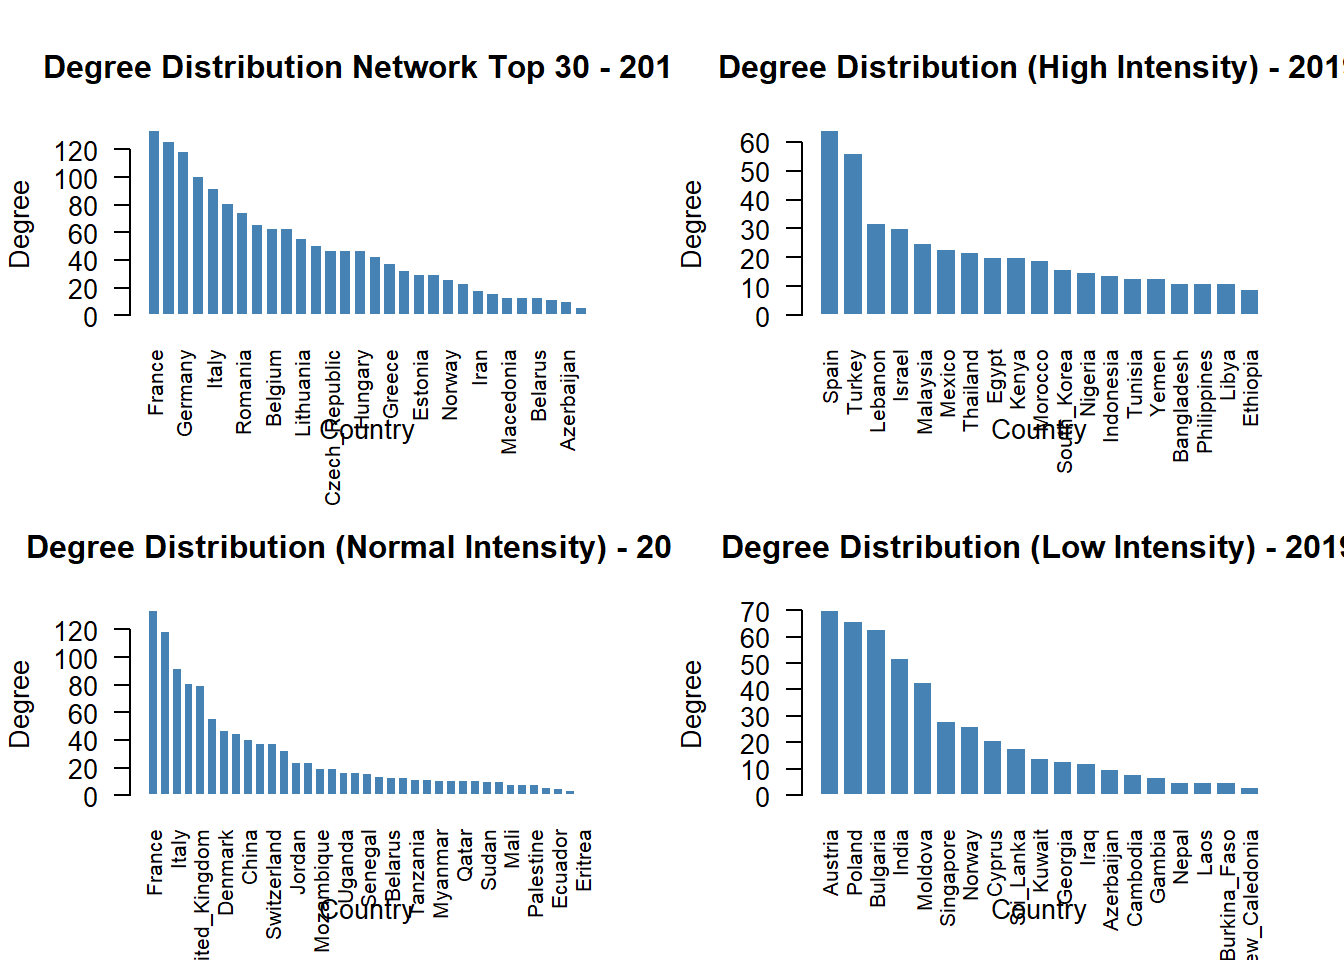 Degree Distribution Network Top 30 - 201
Degree
120
100
80
60
40
20
0
France
Germany
Italy
Romania
Belgium
Lithuania
Czech_Republic
Hungary
Greece
Estonia
Norway
Iran
Macedonia
Belarus
Azerbaijan
Country
Degree Distribution (High Intensity) - 2019
Degree
60
50
40
30
20
10
0
Spain
Turkey
Lebanon
Israel
Malaysia
Mexico
Thailand
Egypt
Kenya
Morocco
South_Korea
Nigeria
Indonesia
Tunisia
Yemen
Bangladesh
Philippines
Libya
Ethiopia
Country
Degree Distribution (Normal Intensity) - 20
Degree
120
100
80
60
40
20
0
France
Italy
ited_Kingdom
Denmark
China
Switzerland
Jordan
Mozambique
Uganda
Senegal
Belarus
Tanzania
Myanmar
Qatar
Sudan
Mali
Palestine
Ecuador
Eritrea
Country
Degree Distribution (Low Intensity) - 2019
Degree
70
60
50
40
30
20
10
0
Austria
Poland
Bulgaria
India
Moldova
Singapore
Norway
Cyprus
Sri_Lanka
Kuwait
Georgia
Iraq
Azerbaijan
Cambodia
Gambia
Nepal
Laos
Burkina_Faso
ew_Caledonia
Country